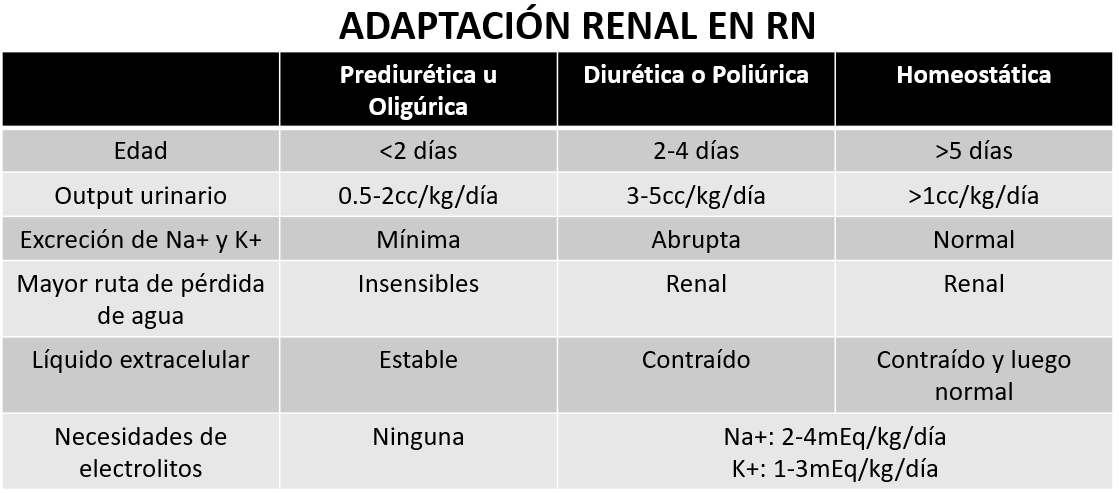 ADAPTACIÓN RENAL EN RN
Prediurética u
Oligúrica
Diurética o Poliúrica
Homeostática
Edad
<2 días
2-4 días
>5 días
Output urinario
0.5-2cc/kg/día
3-5cc/kg/día
>1cc/kg/día
Excreción de Na+ y K+
Mínima
Abrupta
Normal
Mayor ruta de pérdida
de agua
Insensibles
Renal
Renal
Líquido extracelular
Estable
Contraído
Contraído y luego
normal
Necesidades de
electrolitos
Ninguna
Na+: 2-4mEq/kg/día
K+: 1-3mEq/kg/día